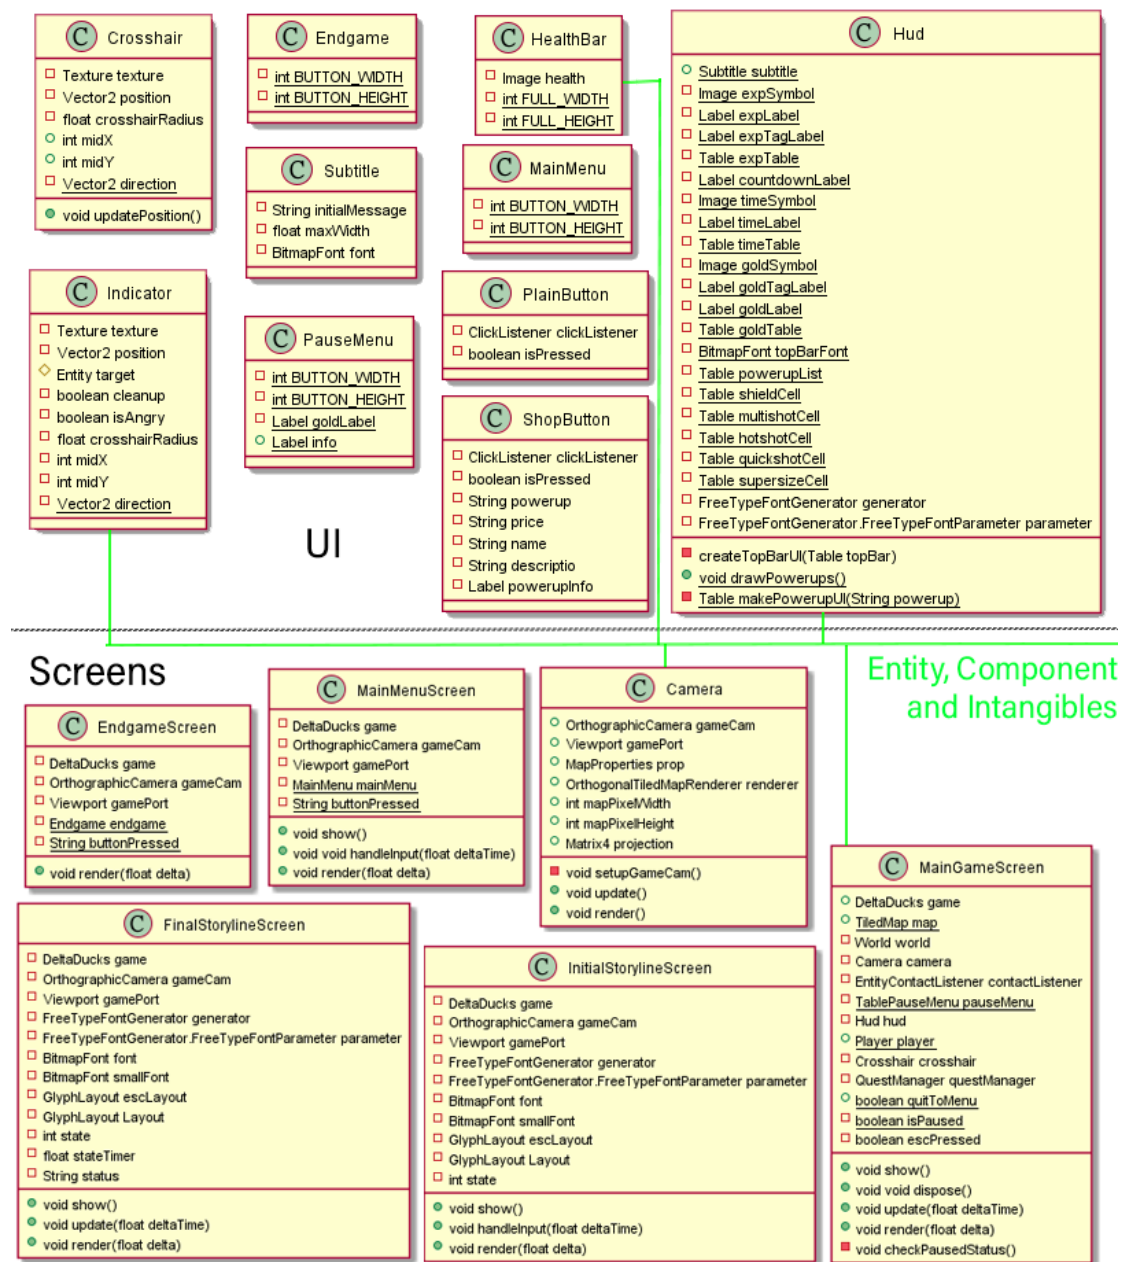 C Crosshair
Texture texture
Vector2 position
float crosshairRadius
int midX
int midY
Vector2 direction
void updatePosition()
C Endgame
int BUTTON_WIDTH
int BUTTON_HEIGHT
C HealthBar
Image health
int FULL_WIDTH
int FULL_HEIGHT
C Hud
Subtitle subtitle
Image expSymbol
Label expLabel
Label expTagLabel
Table expTable
Label countdownLabel
Image timeSymbol
Label timeLabel
Table timeTable
Image goldSymbol
Label goldTagLabel
Label goldLabel
Table goldTable
BitmapFont topBarFont
Table powerupList
Table shieldCell
Table multishotCell
Table hotshotCell
Table quickshotCell
Table supersizeCell
FreeTypeFontGenerator generator
FreeTypeFontGenerator.FreeTypeFontParameter parameter
createTopBarUI(Table topBar)
void drawPowerups()
Table makePowerupUI(String powerup)
C Subtitle
String initialMessage
float maxWidth
BitmapFont font
C MainMenu
int BUTTON_WIDTH
int BUTTON_HEIGHT
C Indicator
Texture texture
Vector2 position
Entity target
boolean cleanup
boolean isAngry
float crosshairRadius
int midX
int midY
Vector2 direction
C PauseMenu
int BUTTON_WIDTH
int BUTTON_HEIGHT
Label goldLabel
Label info
C PlainButton
ClickListener clickListener
boolean isPressed
C ShopButton
ClickListener clickListener
boolean isPressed
String powerup
String price
String name
String descriptio
Label powerupInfo
UI
Screens
Entity, Component
and Intangibles
C EndgameScreen
DeltaDucks game
OrthographicCamera gameCam
Viewport gamePort
Endgame endgame
String buttonPressed
void render(float delta)
C MainMenuScreen
DeltaDucks game
OrthographicCamera gameCam
Viewport gamePort
MainMenu mainMenu
String buttonPressed
void show()
void void handleInput(float deltaTime)
void render(float delta)
C Camera
OrthographicCamera gameCam
Viewport gamePort
MapProperties prop
OrthogonalTiledMapRenderer renderer
int mapPixelWidth
int mapPixelHeight
Matrix4 projection
void setupGameCam()
void update()
void render()
C MainGameScreen
DeltaDucks game
TiledMap map
World world
Camera camera
EntityContactListener contactListener
TablePauseMenu pauseMenu
Hud hud
Player player
Crosshair crosshair
QuestManager questManager
boolean quitToMenu
boolean isPaused
boolean escPressed
void show()
void void dispose()
void update(float deltaTime)
void render(float delta)
void checkPausedStatus()
C FinalStorylineScreen
DeltaDucks game
OrthographicCamera gameCam
Viewport gamePort
FreeTypeFontGenerator generator
FreeTypeFontGenerator.FreeTypeFontParameter parameter
BitmapFont font
BitmapFont smallFont
GlyphLayout escLayout
GlyphLayout Layout
int state
float stateTimer
String status
void show()
void update(float deltaTime)
void render(float delta)
C InitialStorylineScreen
DeltaDucks game
OrthographicCamera gameCam
Viewport gamePort
FreeTypeFontGenerator generator
FreeTypeFontGenerator.FreeTypeFontParameter parameter
BitmapFont font
BitmapFont smallFont
GlyphLayout escLayout
GlyphLayout Layout
int state
void show()
void handleInput(float deltaTime)
void render(float delta)